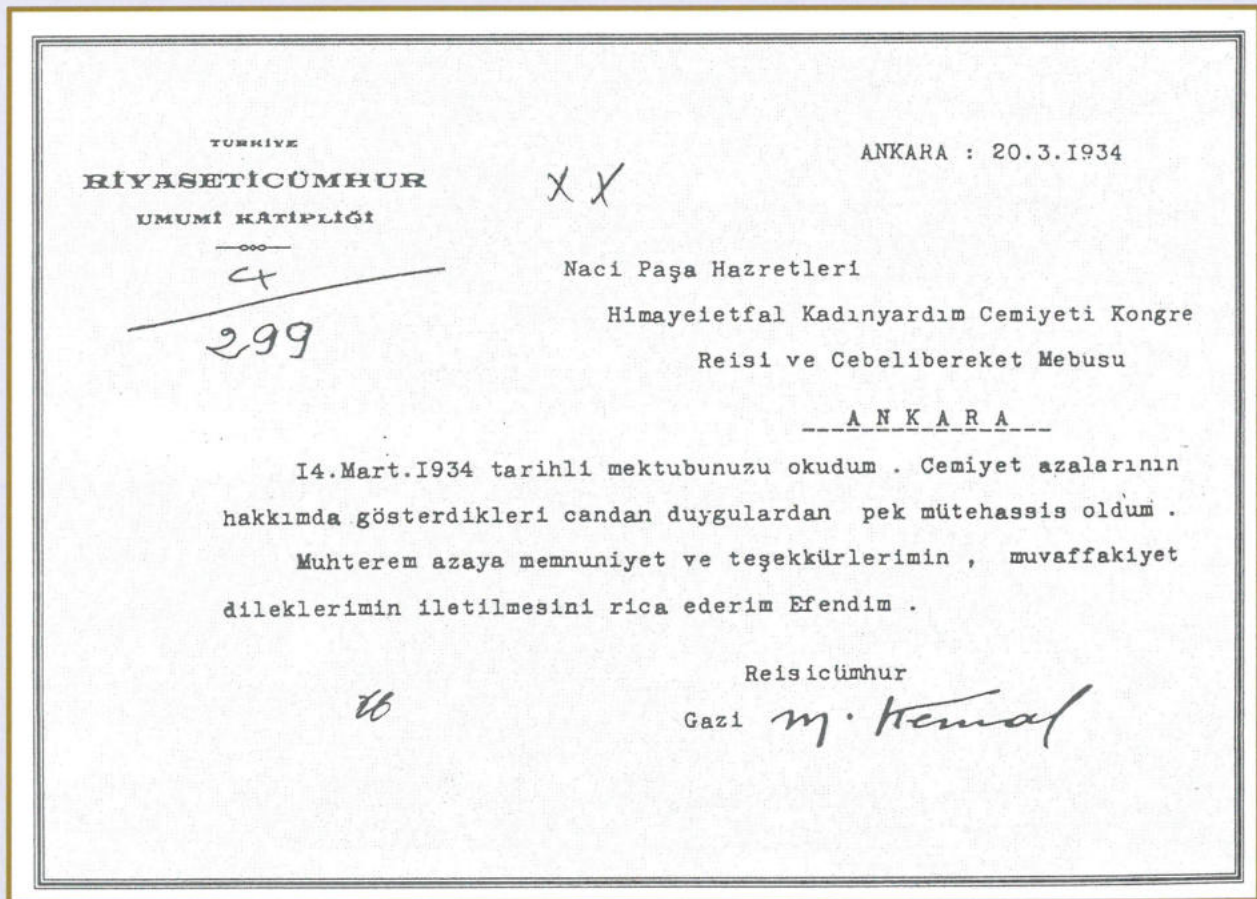 TÜRKİYE
RİYASETİCÜMHUR
UMUMİ KÂTİPLİĞİ
4
299
X X
ANKARA : 20.3.I934
Naci Paşa Hazretleri
Himayeietfal Kadınyardım Cemiyeti Kongre
Reisi ve Cebelibereket Mebusu
A N K A R A
I4.Mart.I934 tarihli mektubunuzu okudum . Cemiyet azalarının
hakkımda gösterdikleri candan duygulardan pek mütehassis oldum .
Muhterem azaya memnuniyet ve teşekkürlerimin , muvaffakiyet
dileklerimin iletilmesini rica ederim Efendim .
Reisicümhur
Gazi M. Kemal